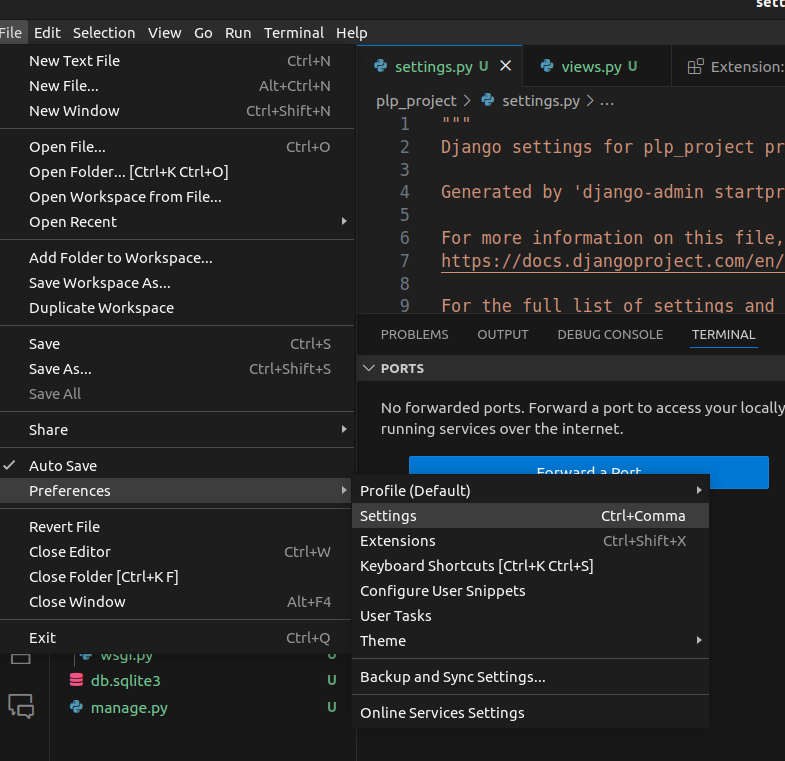 sett
File Edit Selection View Go Run Terminal Help
New Text File Ctrl+N
New File... Alt+Ctrl+N
New Window Ctrl+Shift+N
Open File... Ctrl+O
Open Folder... [Ctrl+K Ctrl+O]
Open Workspace from File...
Open Recent
Add Folder to Workspace...
Save Workspace As...
Duplicate Workspace
Save Ctrl+S
Save As... Ctrl+Shift+S
Save All
Share
Auto Save
Preferences
Revert File
Close Editor Ctrl+W
Close Folder [Ctrl+K F]
Close Window Alt+F4
Exit Ctrl+Q
Profile (Default)
Settings Ctrl+Comma
Extensions Ctrl+Shift+X
Keyboard Shortcuts [Ctrl+K Ctrl+S]
Configure User Snippets
User Tasks
Theme
Backup and Sync Settings...
Online Services Settings
settings.py U views.py U Extension:
plp_project > settings.py > ...
1 """
2 Django settings for plp_project pr
3
4 Generated by 'django-admin startpr
5
6 For more information on this file,
7 https://docs.djangoproject.com/en/
8
9 For the full list of settings and
PROBLEMS OUTPUT DEBUG CONSOLE TERMINAL
PORTS
No forwarded ports. Forward a port to access your locally
running services over the internet.
Forward a Port
wsgi.py U
db.sqlite3 U
manage.py U